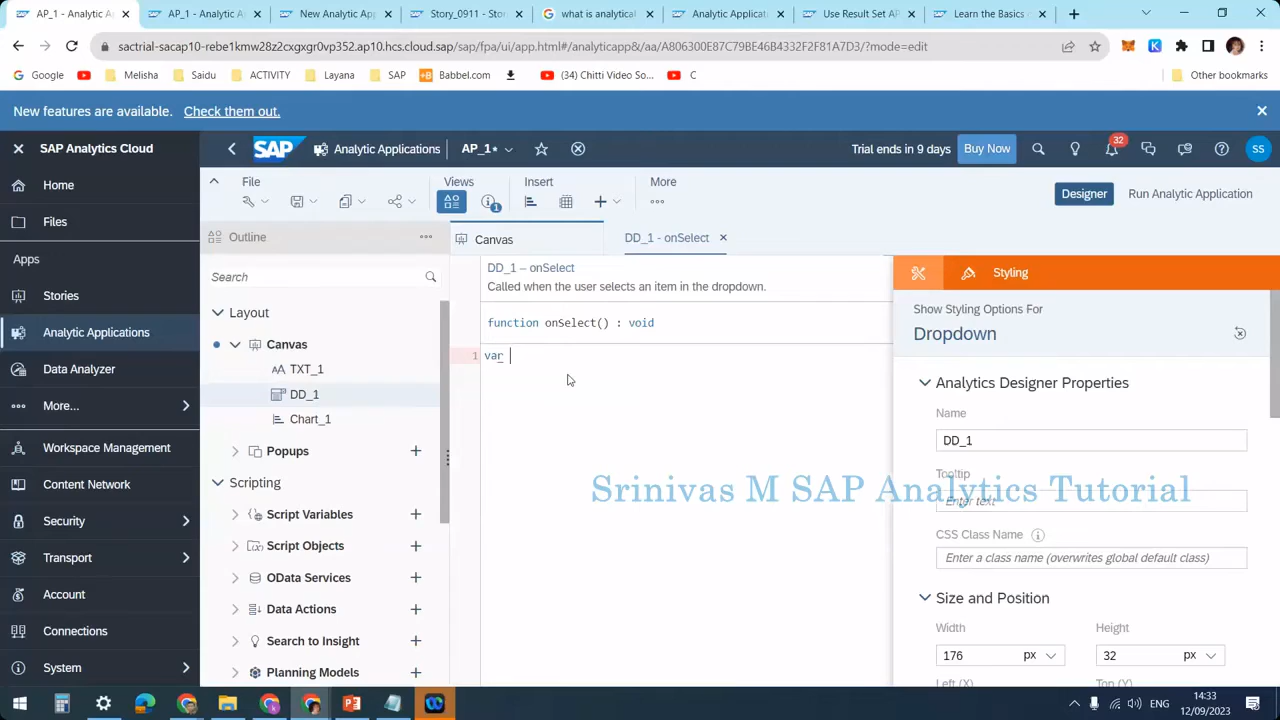 AP_1 - Analytic A
AP_1 - Analytic Ap
New Analytic App
Story_0911 - Sto
what is analytical
Analytic Applicat
Use Result Set AP
Learn the Basics o
sactrial-sacap10-rebe1kmw28z2cxgxgr0vp352.ap10.hcs.cloud.sap/sap/fpa/ui/app.html#/analyticapp&/aa/A806300E87C79BE46B4332F2F81A7D3/?mode=edit
Google Melisha Saidu ACTIVITY Layana SAP Babbel.com (34) Chitti Video So... C Other bookmarks
New features are available. Check them out.
SAP Analytics Cloud
SAP Analytic Applications AP_1* Trial ends in 9 days Buy Now 32 SS
Home
Files
Apps
Stories
Analytic Applications
Data Analyzer
More...
Workspace Management
Content Network
Security
Transport
Account
Connections
System
File Views Insert More
1
Designer Run Analytic Application
Outline
Search
Layout
Canvas
TXT_1
DD_1
Chart_1
Popups
Scripting
Script Variables
Script Objects
OData Services
Data Actions
Search to Insight
Planning Models
Canvas DD_1 - onSelect
DD_1 – onSelect
Called when the user selects an item in the dropdown.
function onSelect() : void
1 var
Styling
Show Styling Options For
Dropdown
Analytics Designer Properties
Name
DD_1
Tooltip
Enter text
CSS Class Name
Enter a class name (overwrites global default class)
Size and Position
Width Height
176 px 32 px
Left (X) Top (Y)
Srinivas M SAP Analytics Tutorial
ENG
14:33
12/09/2023